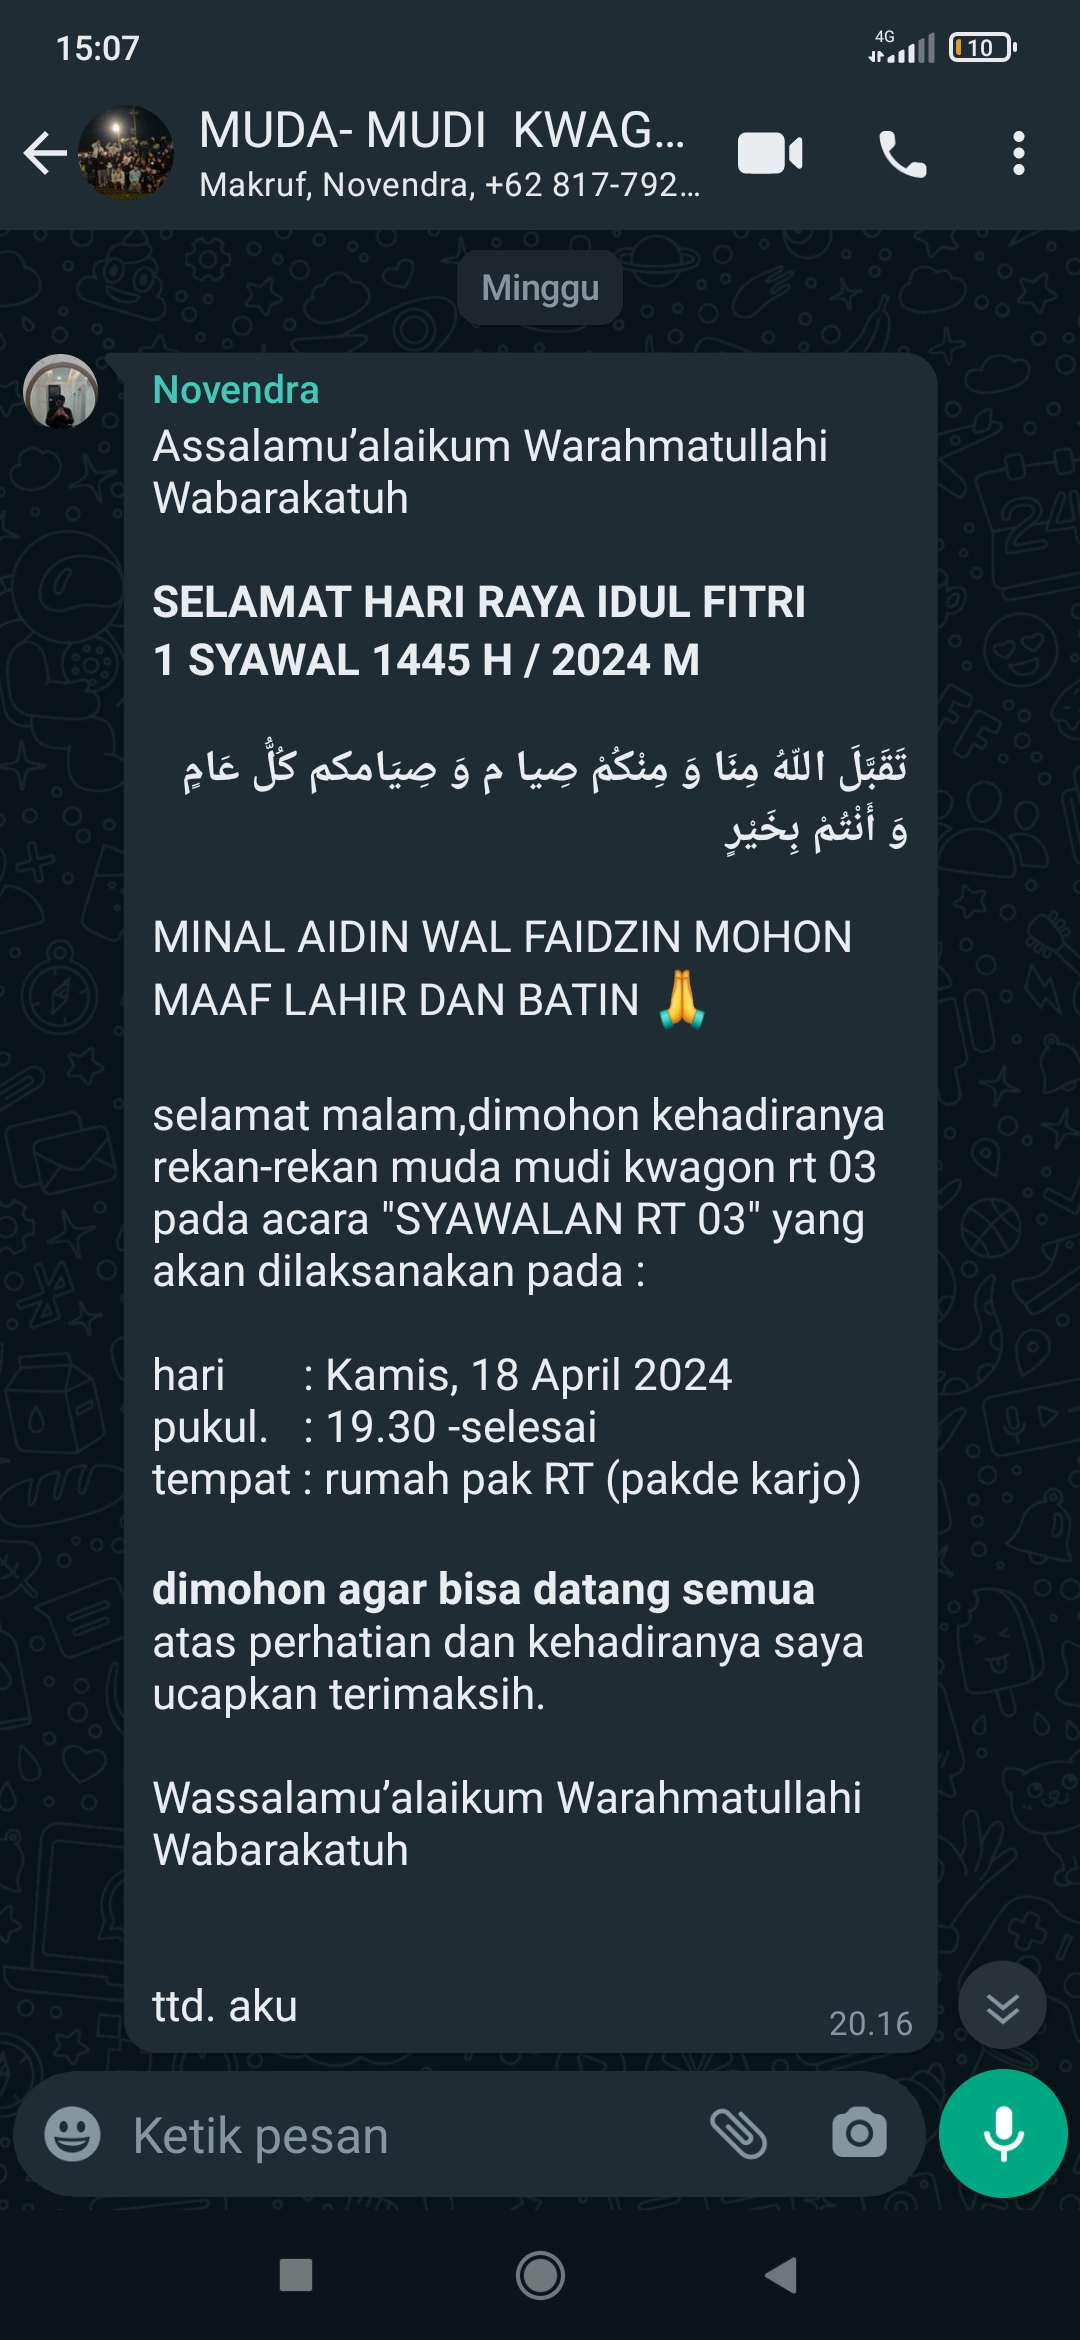 15:07
4G
10
MUDA- MUDI  KWAG...
Makruf, Novendra, +62 817-792...
Minggu
Novendra
Assalamu’alaikum Warahmatullahi
Wabarakatuh
SELAMAT HARI RAYA IDUL FITRI
1 SYAWAL 1445 H / 2024 M
تَقَبَّلَ اللّهُ مِنَا وَ مِنْكُمْ صِيا م وَ صِيَامكم كُلُّ عَامٍ
وَ أَنْتُمْ بِخَيْرٍ
MINAL AIDIN WAL FAIDZIN MOHON
MAAF LAHIR DAN BATIN 🙏
selamat malam,dimohon kehadiranya
rekan-rekan muda mudi kwagon rt 03
pada acara "SYAWALAN RT 03" yang
akan dilaksanakan pada :
hari : Kamis, 18 April 2024
pukul. : 19.30 -selesai
tempat : rumah pak RT (pakde karjo)
dimohon agar bisa datang semua
atas perhatian dan kehadiranya saya
ucapkan terimaksih.
Wassalamu’alaikum Warahmatullahi
Wabarakatuh
ttd. aku
20.16
Ketik pesan